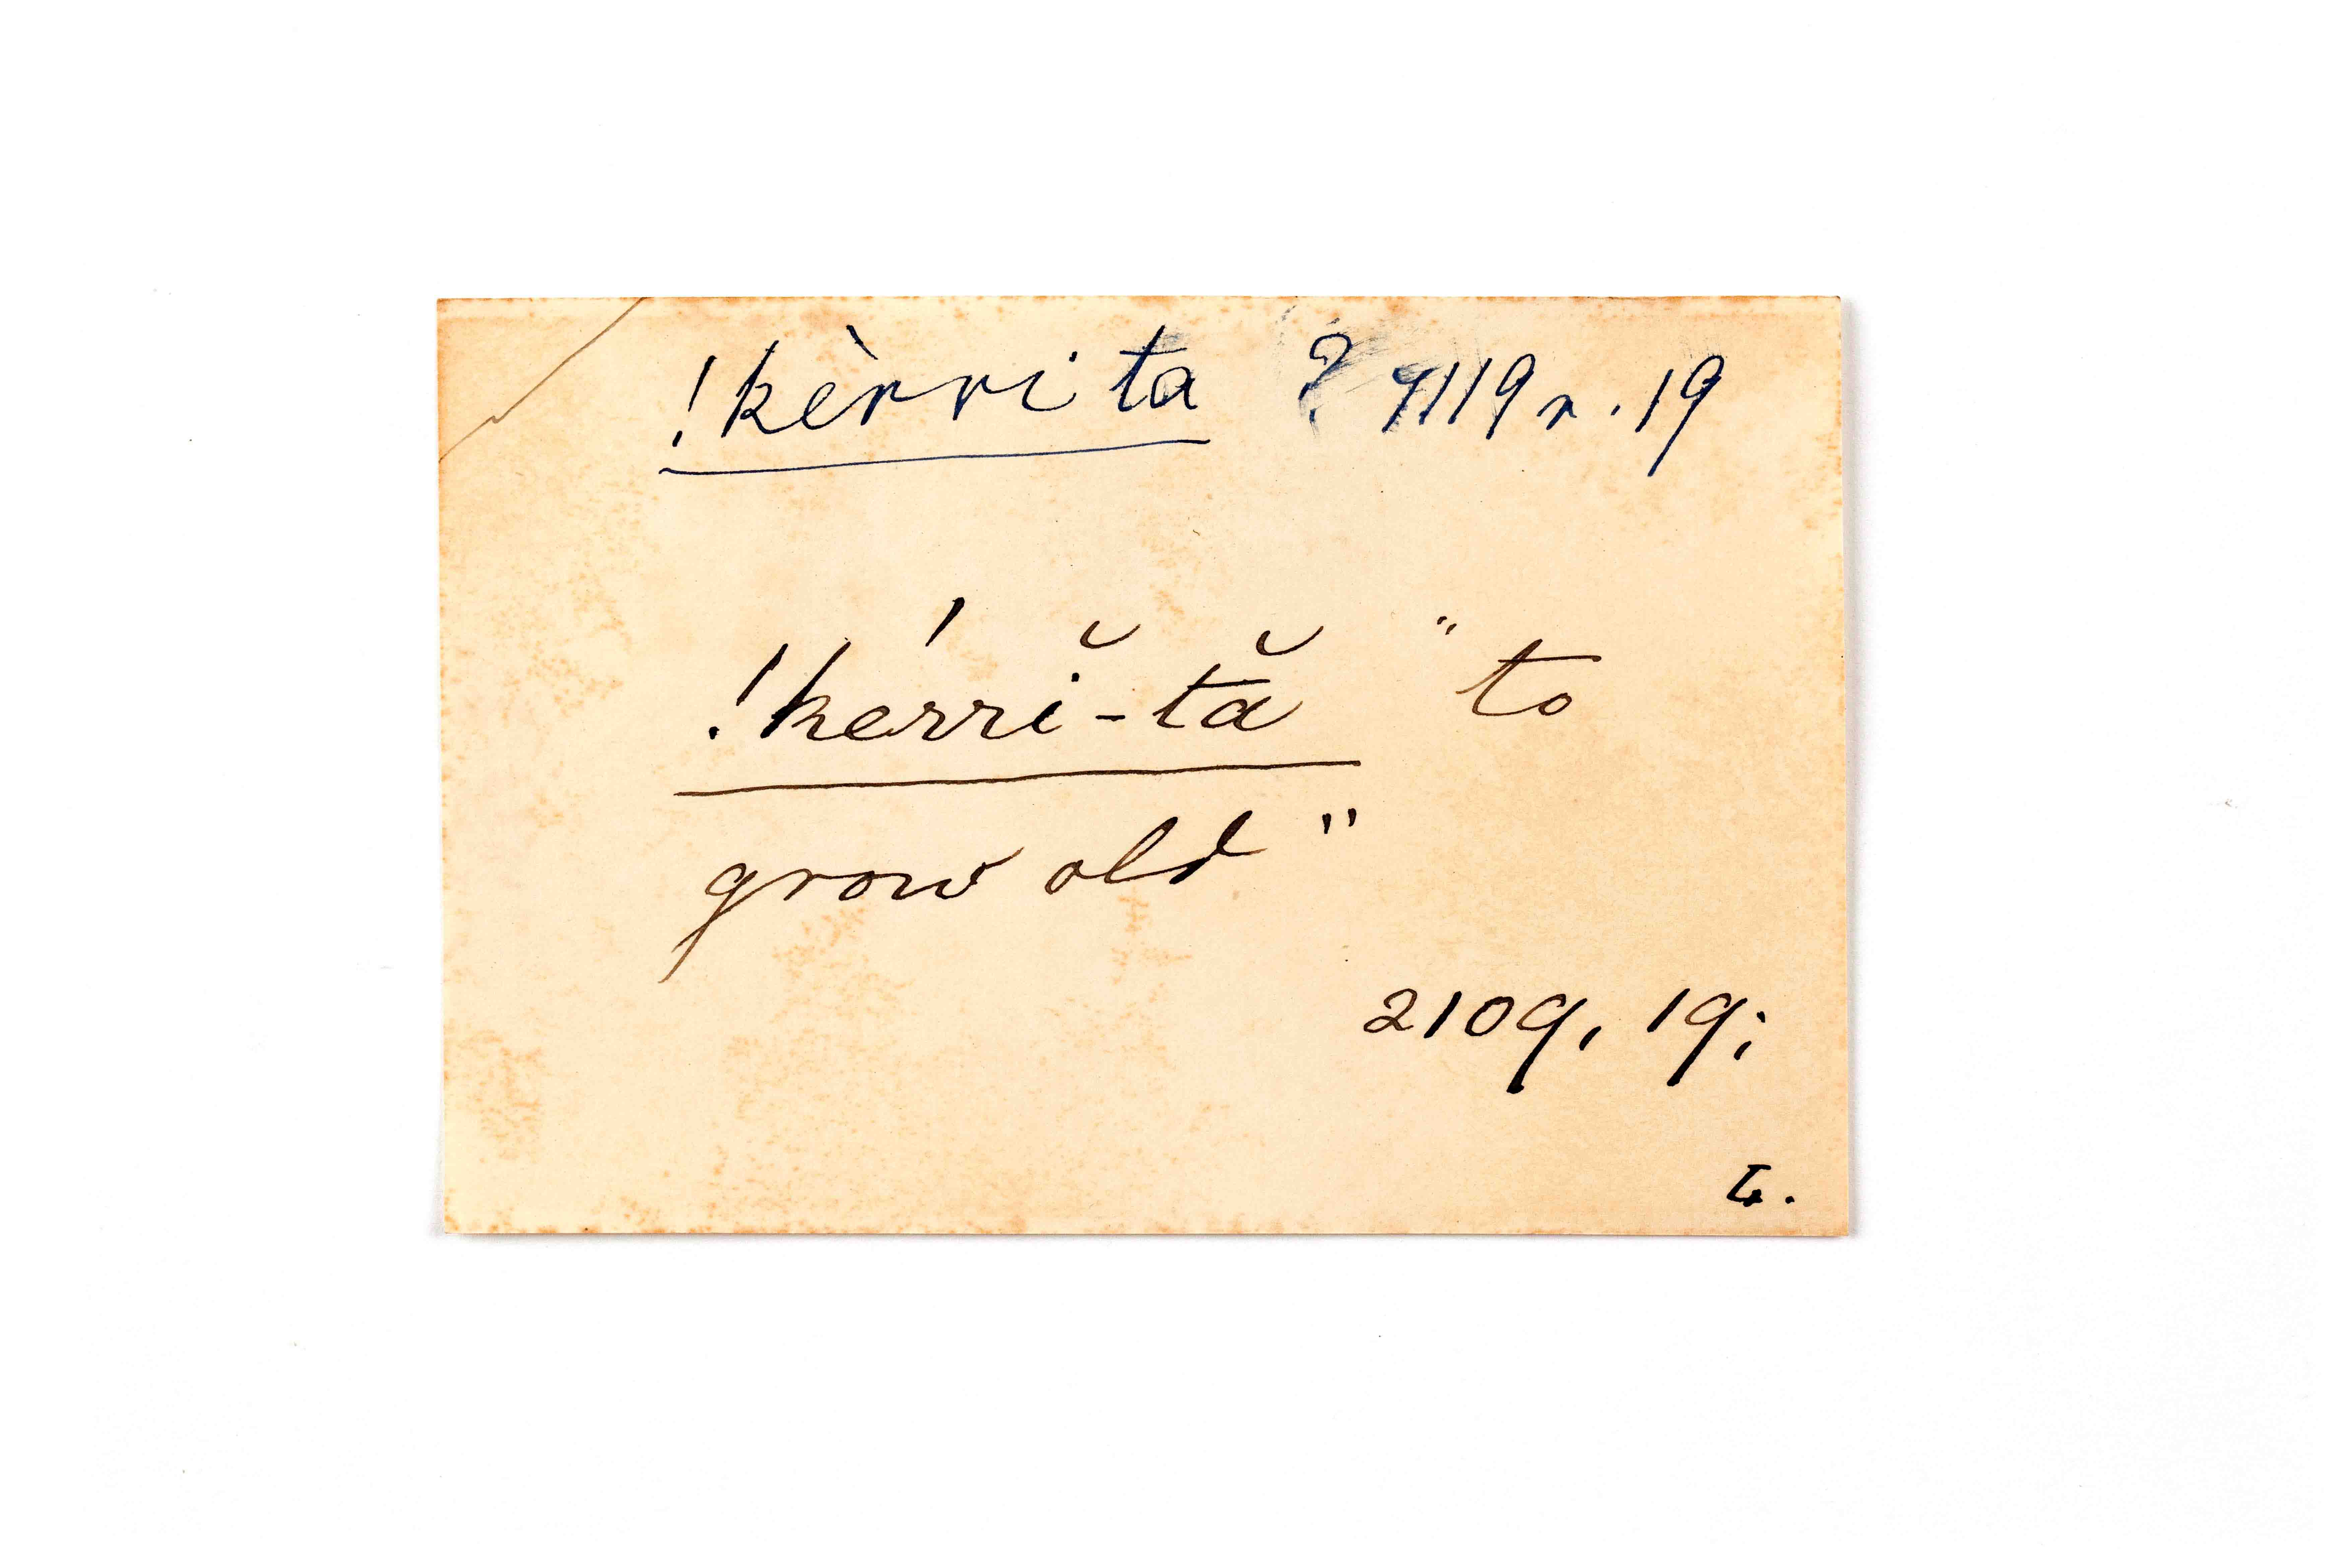 !kèrri ta ? 9119 r. 19
!kérrĭ-tă "to
grow old"
2109, 19;
L.